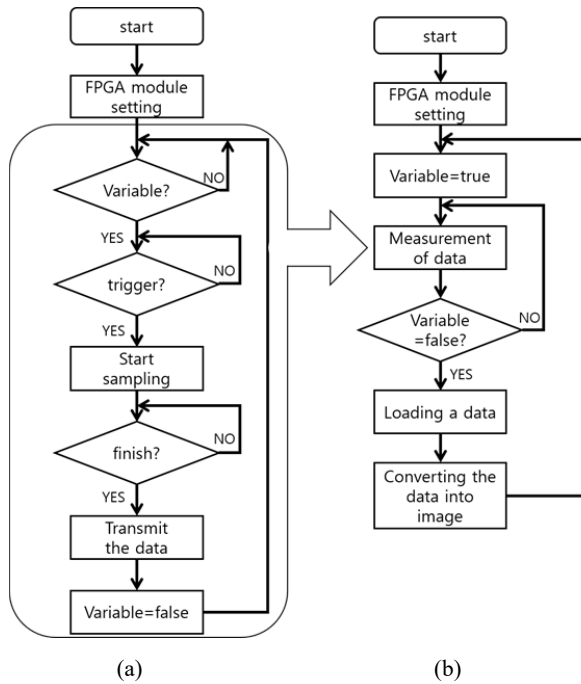 start
FPGA module
setting
Variable?
NO
YES
trigger?
NO
YES
Start
sampling
finish?
NO
YES
Transmit
the data
Variable=false
(a)
start
FPGA module
setting
Variable=true
Measurement
of data
Variable
=false?
NO
YES
Loading a data
Converting the
data into
image
(b)